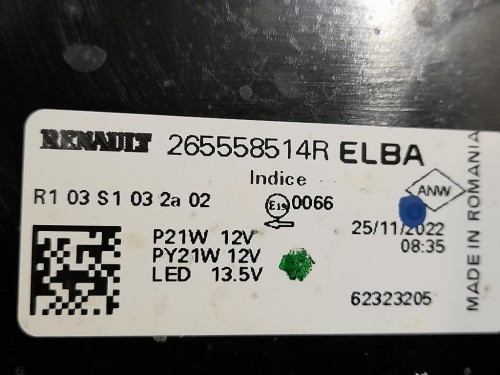 RENAULT 265558514R ELBA
Indice
R1 03 S1 03 2a 02
E19 0066
ANW
P21W 12V
PY21W 12V
LED 13.5V
25/11/2022
08:35
62323205
MADE IN ROMANIA